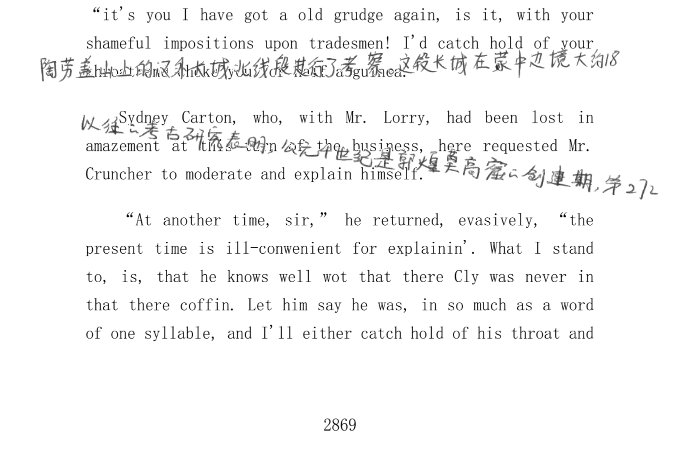 “it's you I have got a old grudge again, is it, with your
shameful impositions upon tradesmen! I'd catch hold of your
陶劳盖山上的汉外长城北线段进行了考察,这段长城在蒙中边境大约18
throat and choke you for half a guinea.”
Sydney Carton, who, with Mr. Lorry, had been lost in
以往的考古研究表明,公元4世纪是郭煌莫高窟的创建期,第272
amazement at this turn of the business, here requested Mr.
Cruncher to moderate and explain himself.
“At another time, sir,” he returned, evasively, “the
present time is ill-conwenient for explainin'. What I stand
to, is, that he knows well wot that there Cly was never in
that there coffin. Let him say he was, in so much as a word
of one syllable, and I'll either catch hold of his throat and
2869